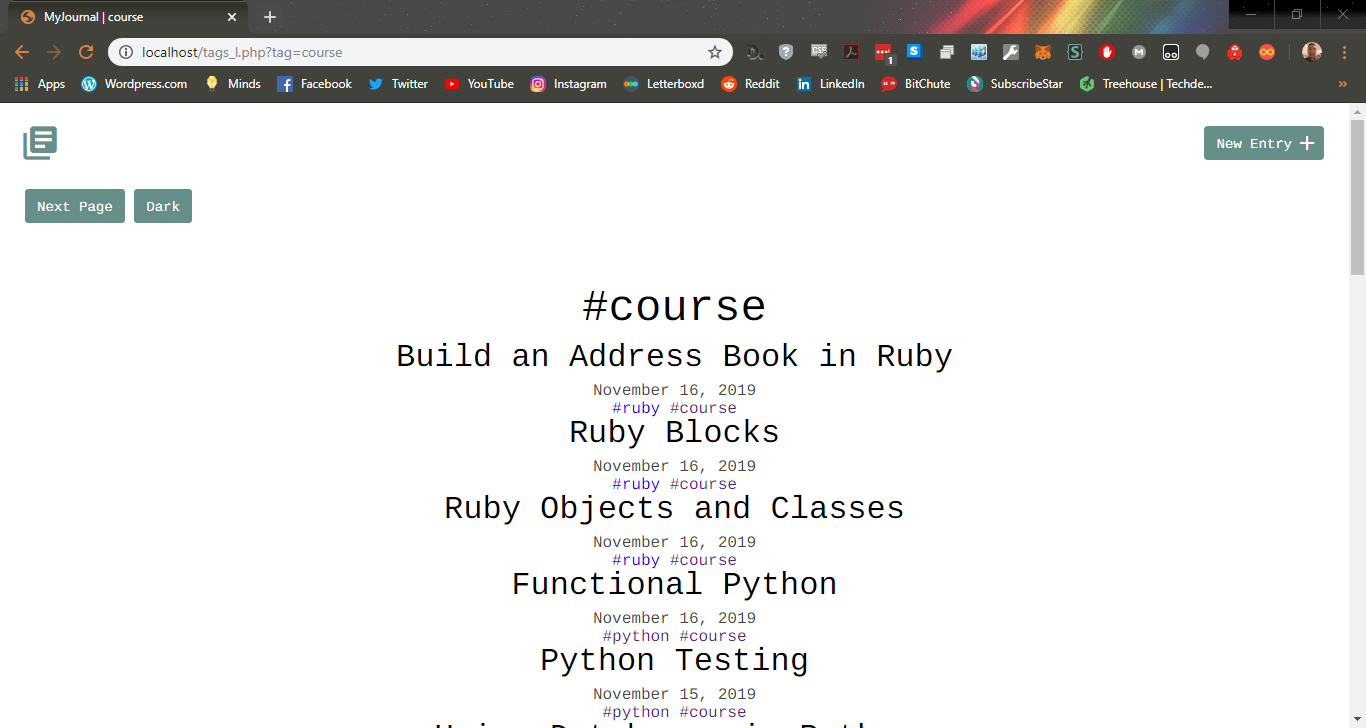 MyJournal | course
localhost/tags_l.php?tag=course
1
Apps Wordpress.com Minds Facebook Twitter YouTube Instagram Letterboxd Reddit LinkedIn BitChute SubscribeStar Treehouse | Techde...
New Entry
Next Page Dark
#course
Build an Address Book in Ruby
November 16, 2019
#ruby #course
Ruby Blocks
November 16, 2019
#ruby #course
Ruby Objects and Classes
November 16, 2019
#ruby #course
Functional Python
November 16, 2019
#python #course
Python Testing
November 15, 2019
#python #course